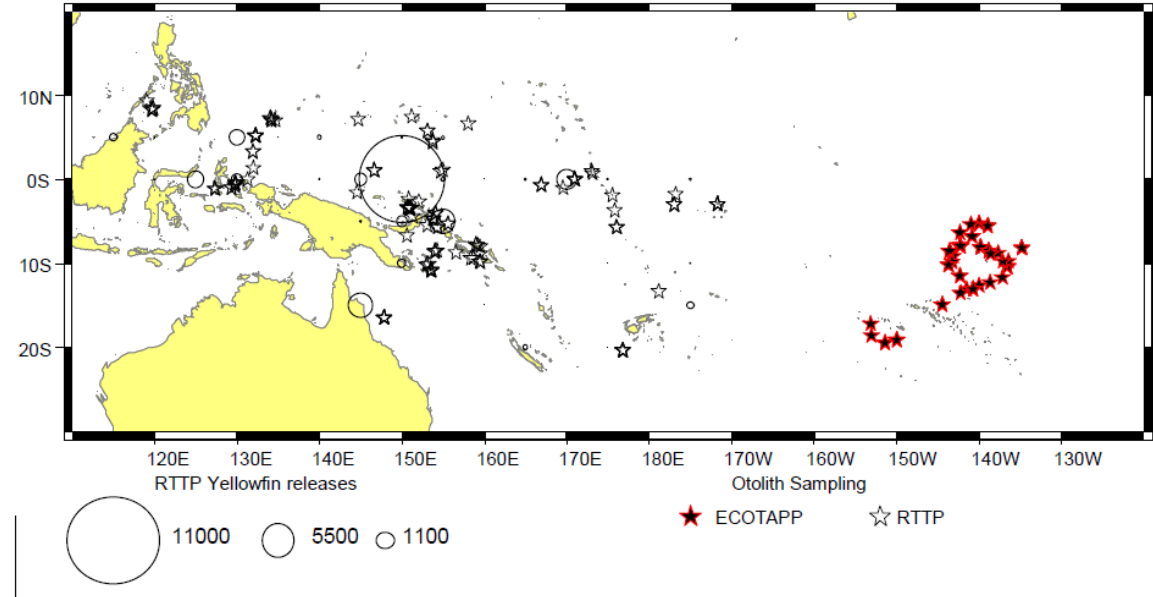 10N
0S
10S
20S
120E 130E 140E 150E 160E 170E 180E 170W 160W 150W 140W 130W
RTTP Yellowfin releases Otolith Sampling
11000 5500 1100 ECOTAPP RTTP